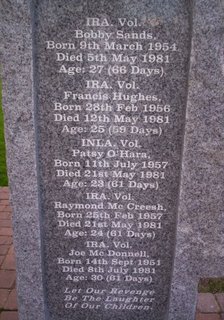 IRA. Vol.
Bobby Sands.
Born 9th March 1954
Died 5th May 1981
Age: 27 (66 Days)
IRA. Vol.
Francis Hughes.
Born 28th Feb 1956
Died 12th May 1981
Age: 25 (59 Days)
INLA. Vol.
Patsy O'Hara,
Born 11th July 1957
Died 21st May 1981
Age: 23 (61 Days)
IRA. Vol.
Raymond Mc Creesh,
Born 25th Feb 1957
Died 21st May 1981
Age: 24 (61 Days)
IRA. Vol.
Joe Mc Donnell,
Born 14th Sept 1951
Died 8th July 1981
Age: 30 (61 Days)
Let Our Revenge
Be The Laughter
Of Our Children.